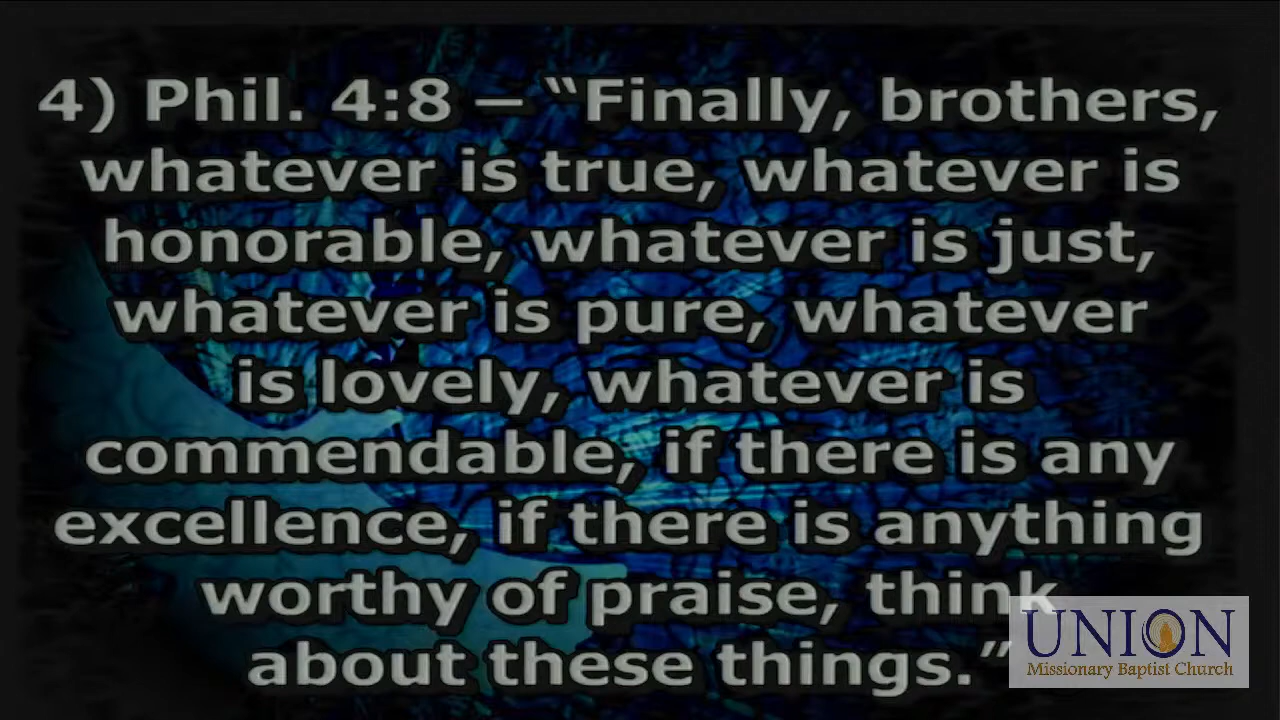 4) Phil. 4:8 – “Finally, brothers,
whatever is true, whatever is
honorable, whatever is just,
whatever is pure, whatever
is lovely, whatever is
commendable, if there is any
excellence, if there is anything
worthy of praise, think
about these things.”
UNION
Missionary Baptist Church